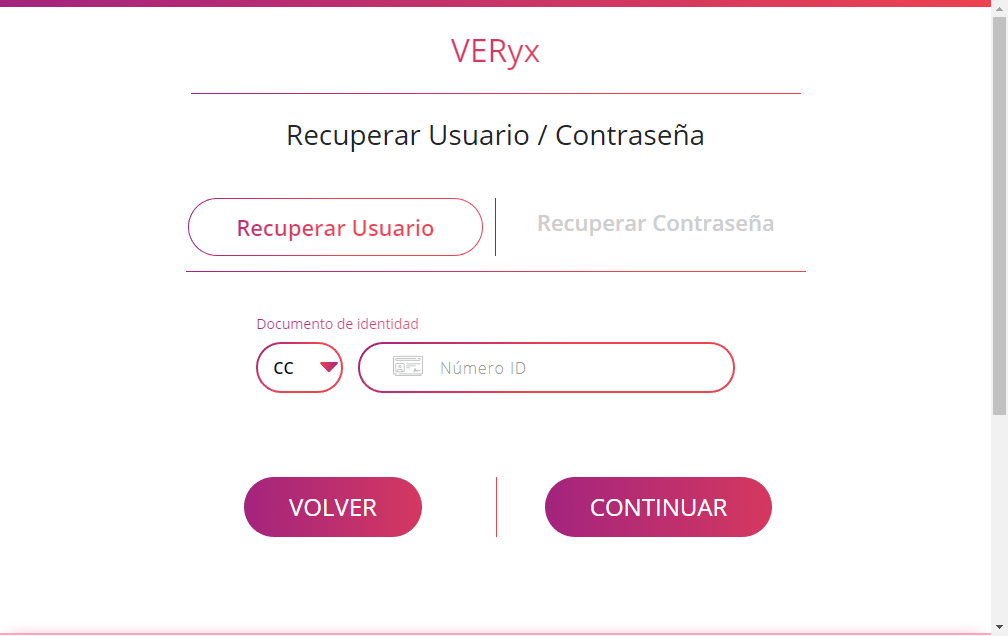 VERyx
Recuperar Usuario / Contraseña
Recuperar Usuario
Recuperar Contraseña
Documento de identidad
CC
Número ID
VOLVER
CONTINUAR